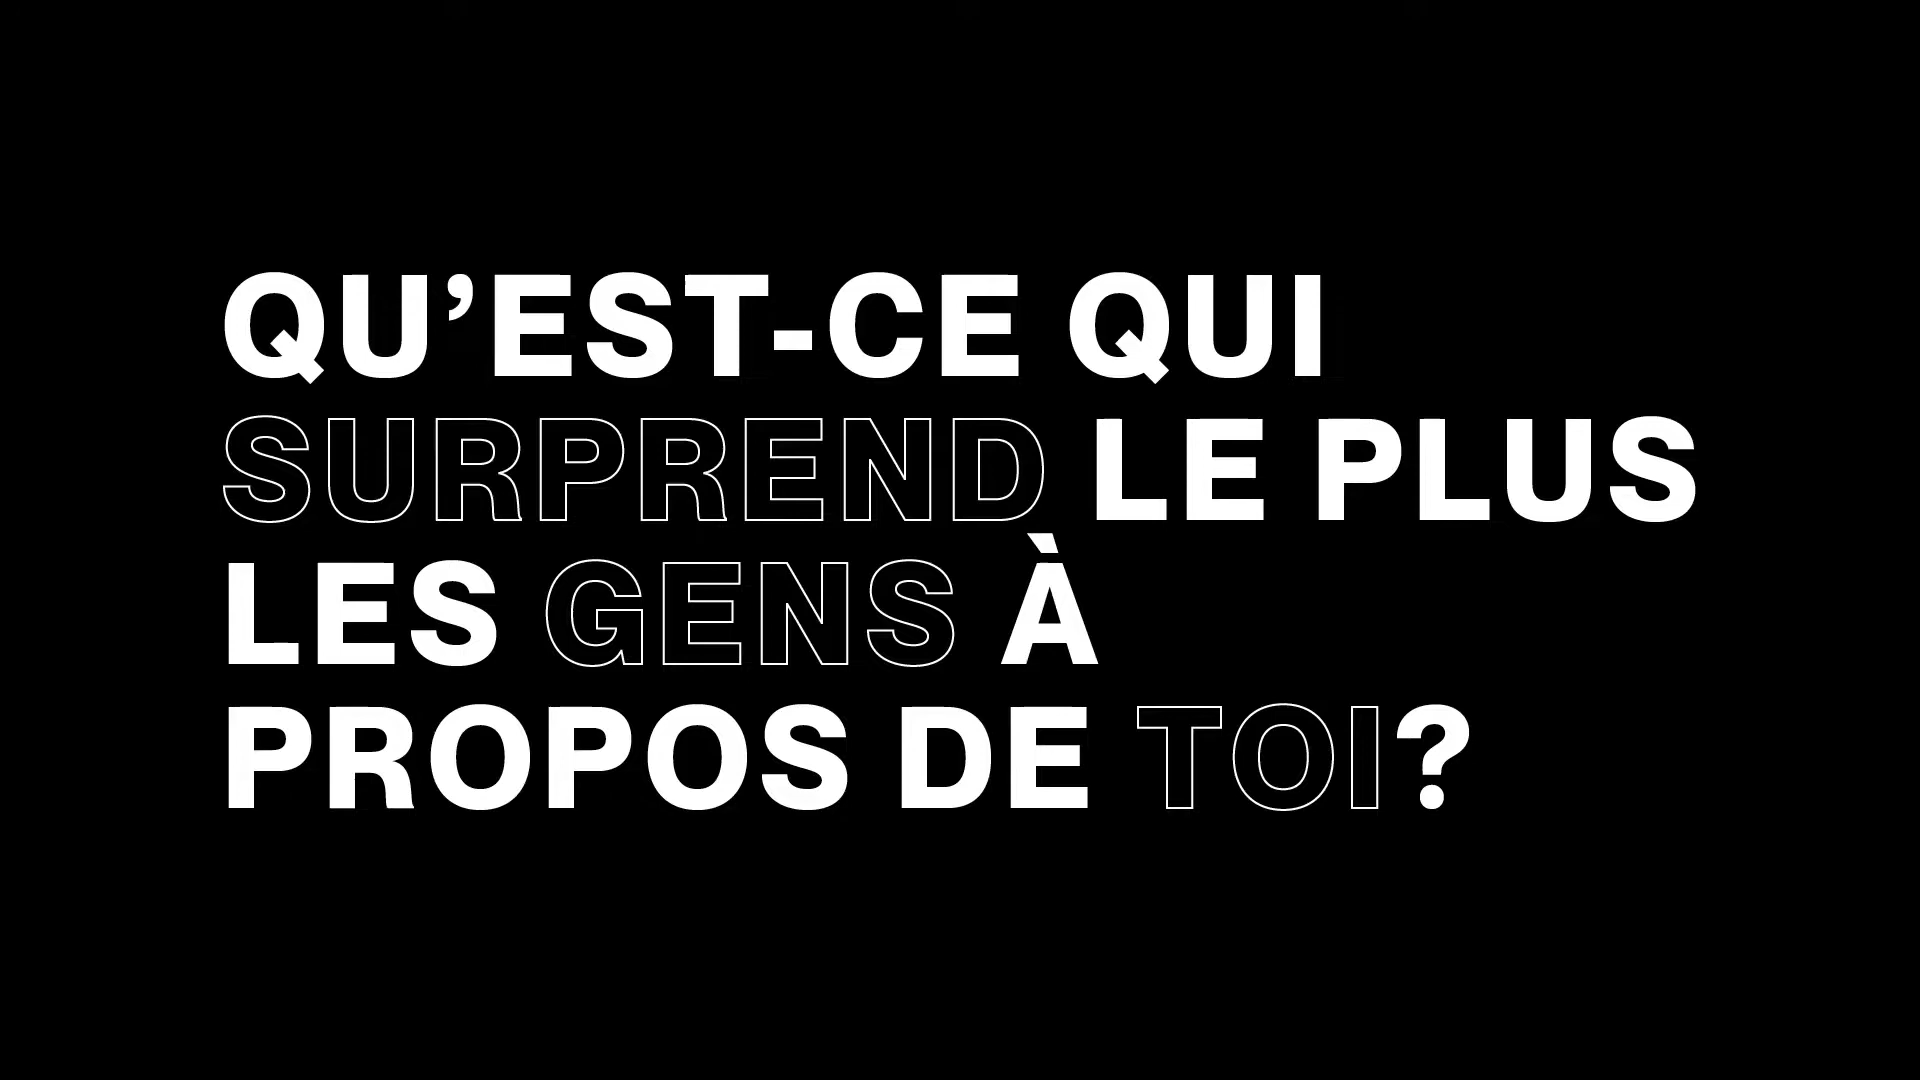 QU’EST-CE QUI
SURPREND LE PLUS
LES GENS À
PROPOS DE TOI?